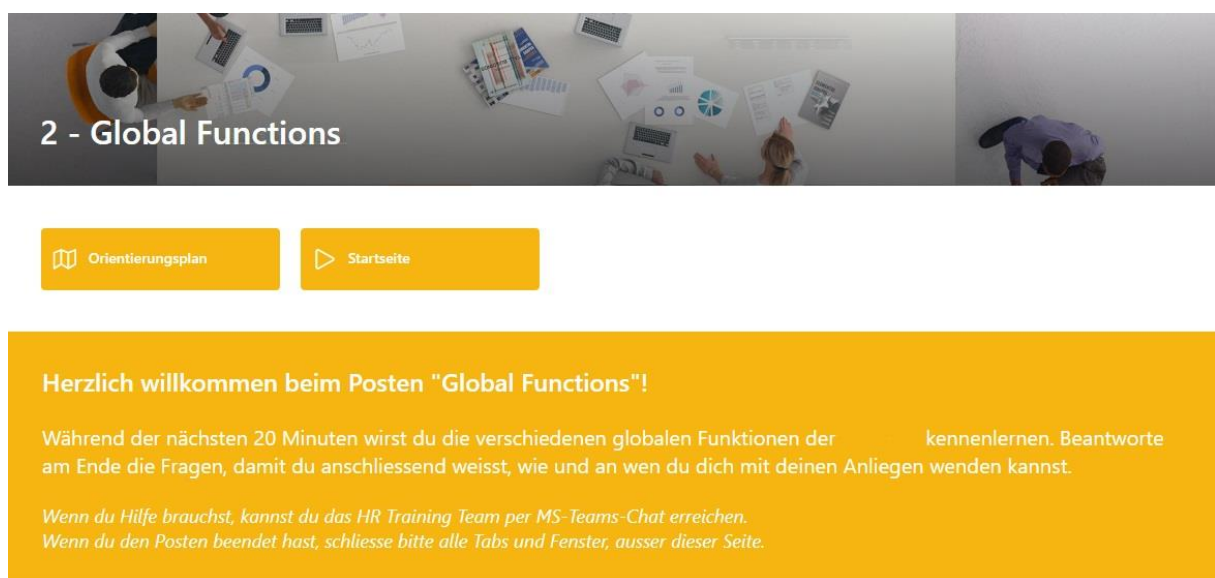 2 - Global Functions
Orientierungsplan
Startseite
Herzlich willkommen beim Posten "Global Functions"!
Während der nächsten 20 Minuten wirst du die verschiedenen globalen Funktionen der kennenlernen. Beantworte
am Ende die Fragen, damit du anschliessend weisst, wie und an wen du dich mit deinen Anliegen wenden kannst.
Wenn du Hilfe brauchst, kannst du das HR Training Team per MS-Teams-Chat erreichen.
Wenn du den Posten beendet hast, schliesse bitte alle Tabs und Fenster, ausser dieser Seite.